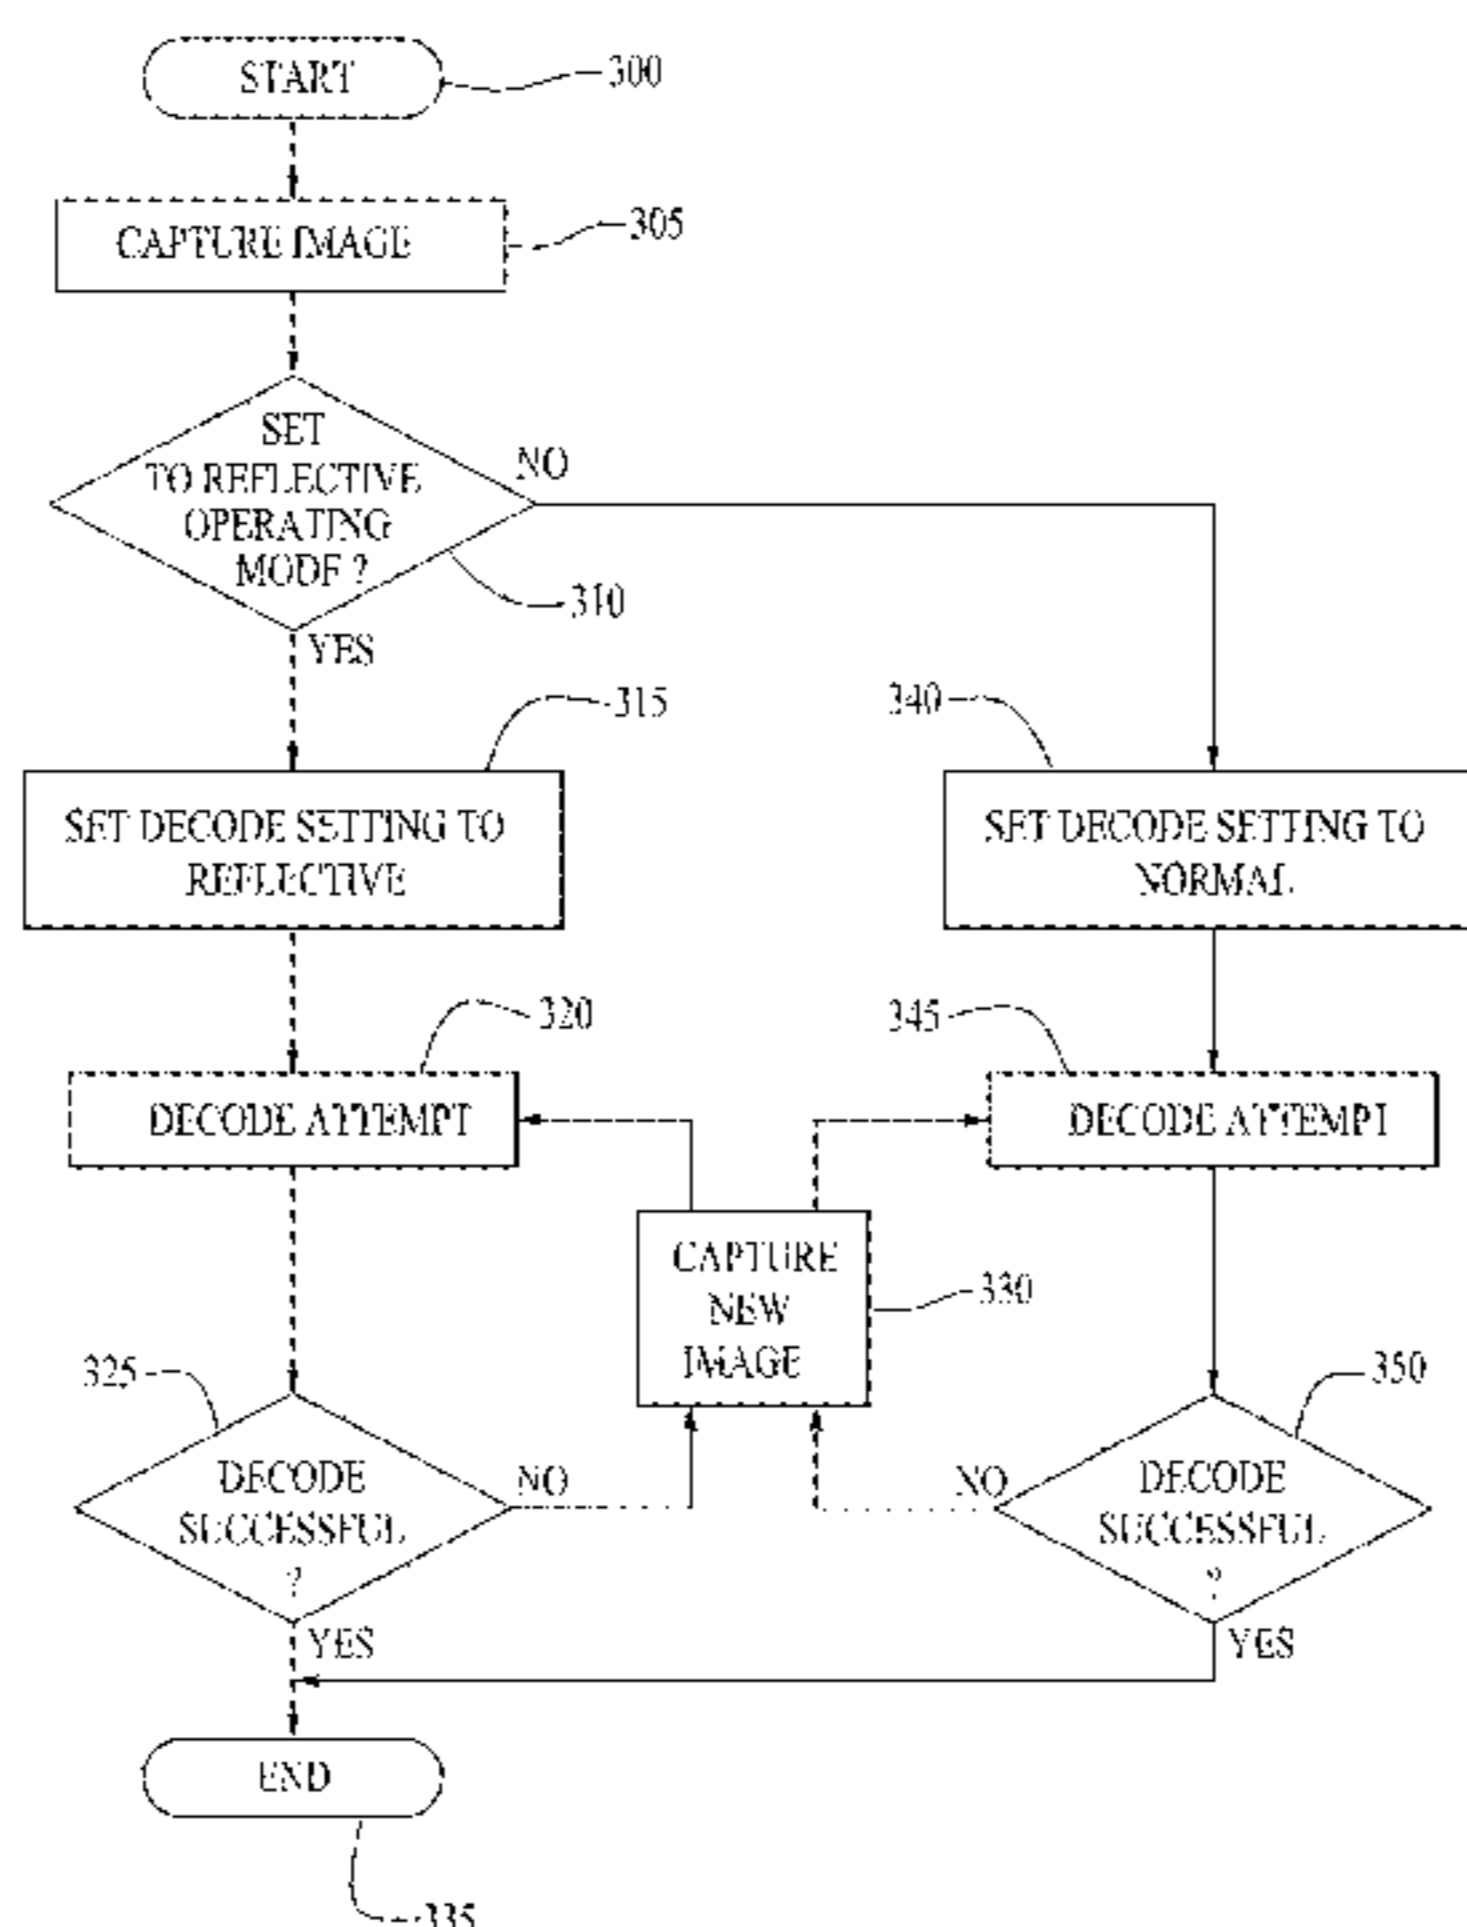 START
300
CAPTURE IMAGE
305
SET
TO REFLECTIVE
OPERATING
MODE ?
NO
310
YES
315
340
SET DECODE SETTING TO
REFLECTIVE
SET DECODE SETTING TO
NORMAL
320
345
DECODE ATTEMPT
DECODE ATTEMPT
CAPTURE
NEW
IMAGE
330
325
350
DECODE
SUCCESSFUL
?
NO
NO
DECODE
SUCCESSFUL
?
YES
YES
END
335